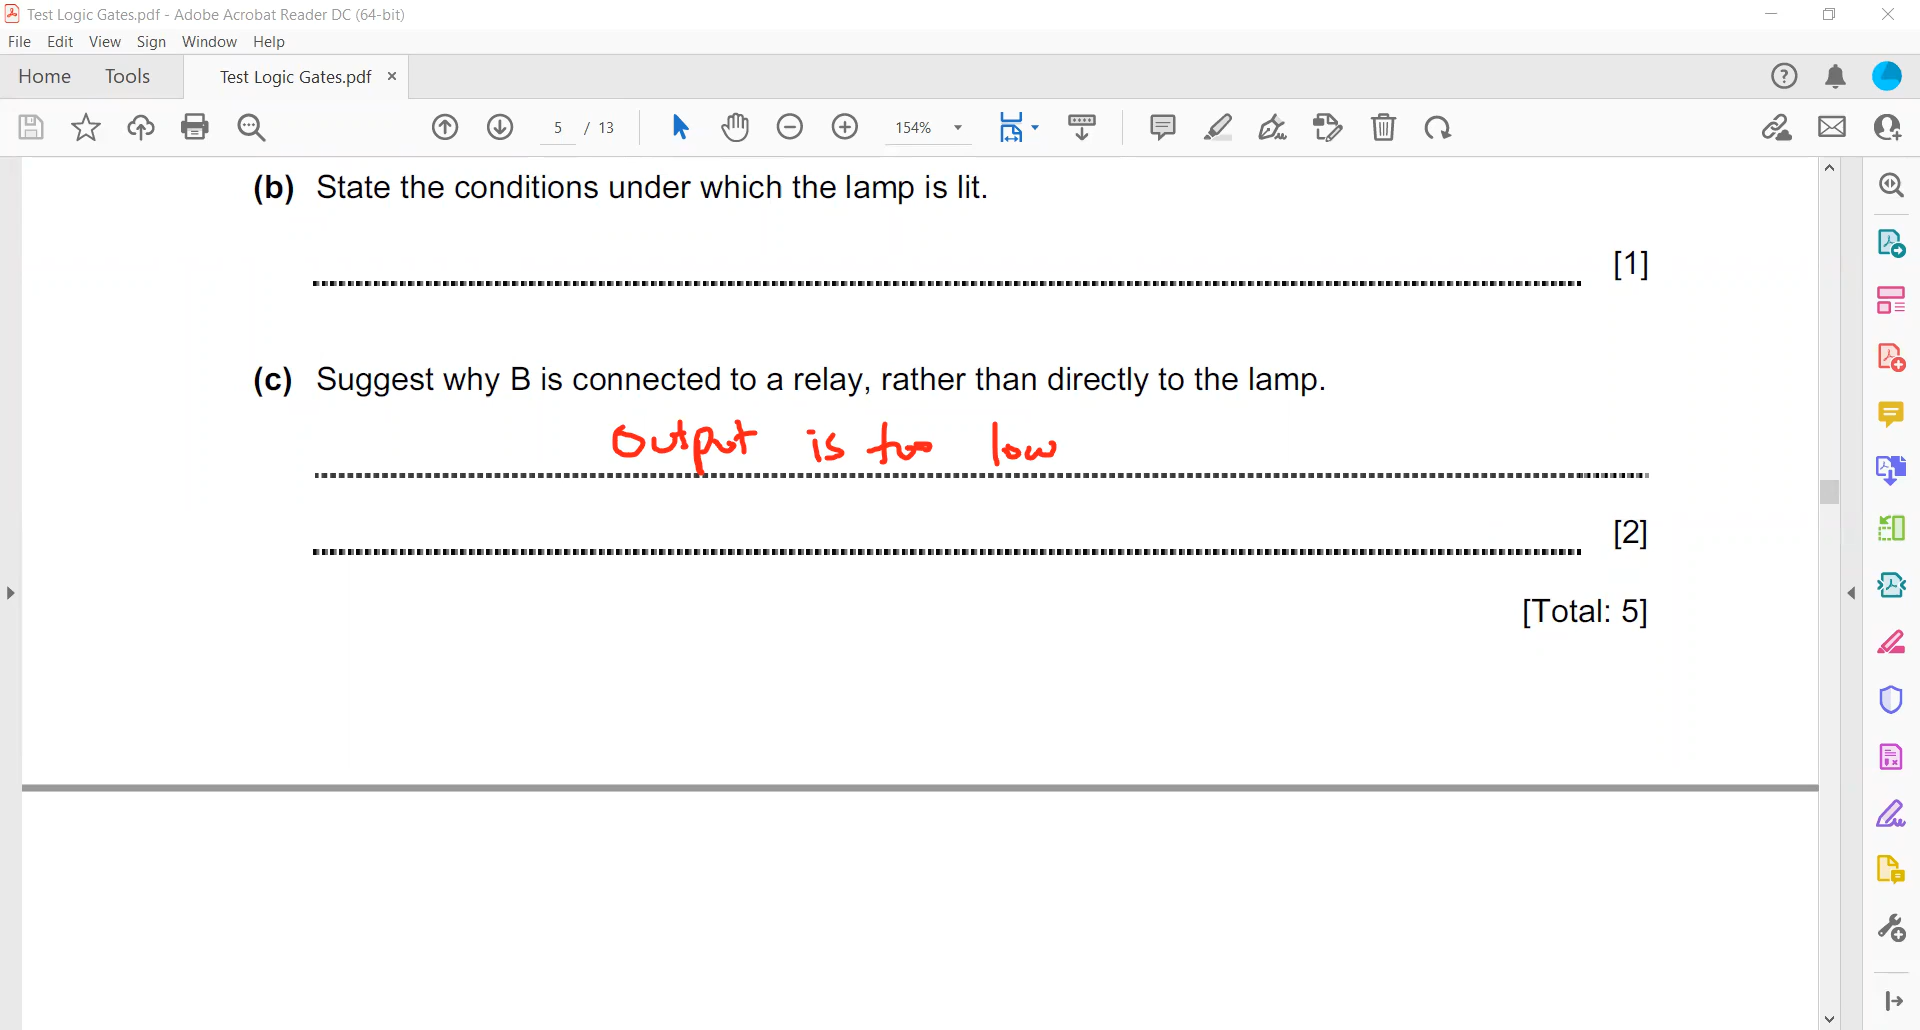 Test Logic Gates.pdf - Adobe Acrobat Reader DC (64-bit)
File Edit View Sign Window Help
Home Tools Test Logic Gates.pdf ×
5 / 13 154%
(b) State the conditions under which the lamp is lit.
[1]
(c) Suggest why B is connected to a relay, rather than directly to the lamp.
Output is too low
[2]
[Total: 5]